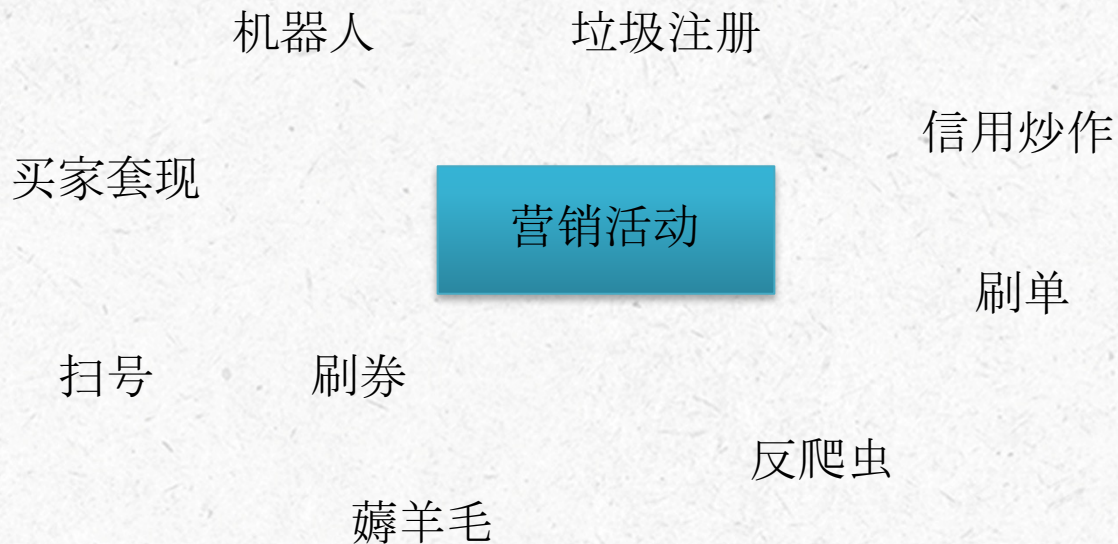 机器人
垃圾注册
信用炒作
买家套现
营销活动
刷单
扫号
刷券
反爬虫
薅羊毛